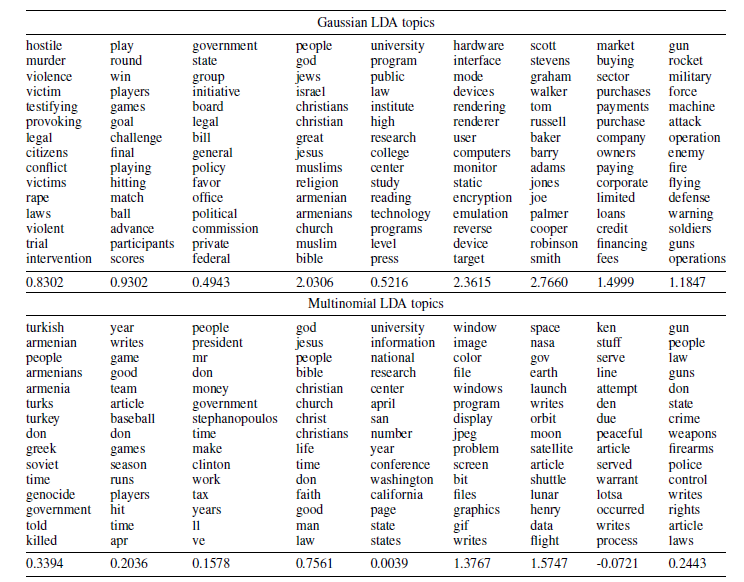 Gaussian LDA topics
hostile play government people university hardware scott market gun
murder round state god program interface stevens buying rocket
violence win group jews public mode graham sector military
victim players initiative israel law devices walker purchases force
testifying games board christians institute rendering tom payments machine
provoking goal legal christian high renderer russell purchase attack
legal challenge bill great research user baker company operation
citizens final general jesus college computers barry owners enemy
conflict playing policy muslims center monitor adams paying fire
victims hitting favor religion study static jones corporate flying
rape match office armenian reading encryption joe limited defense
laws ball political armenians technology emulation palmer loans warning
violent advance commission church programs reverse cooper credit soldiers
trial participants private muslim level device robinson financing guns
intervention scores federal bible press target smith fees operations
0.8302 0.9302 0.4943 2.0306 0.5216 2.3615 2.7660 1.4999 1.1847
Multinomial LDA topics
turkish year people god university window space ken gun
armenian writes president jesus information image nasa stuff people
people game mr people national color gov serve law
armenians good don bible research file earth line guns
armenia team money christian center windows launch attempt don
turks article government church april program writes den state
turkey baseball stephanopoulos christ san display orbit due crime
don don time christians number jpeg moon peaceful weapons
greek games make life year problem satellite article firearms
soviet season clinton time conference screen article served police
time runs work don washington bit shuttle warrant control
genocide players tax faith california files lunar lotsa writes
government hit years good page graphics henry occurred rights
told time ll man state gif data writes article
killed apr ve law states writes flight process laws
0.3394 0.2036 0.1578 0.7561 0.0039 1.3767 1.5747 -0.0721 0.2443